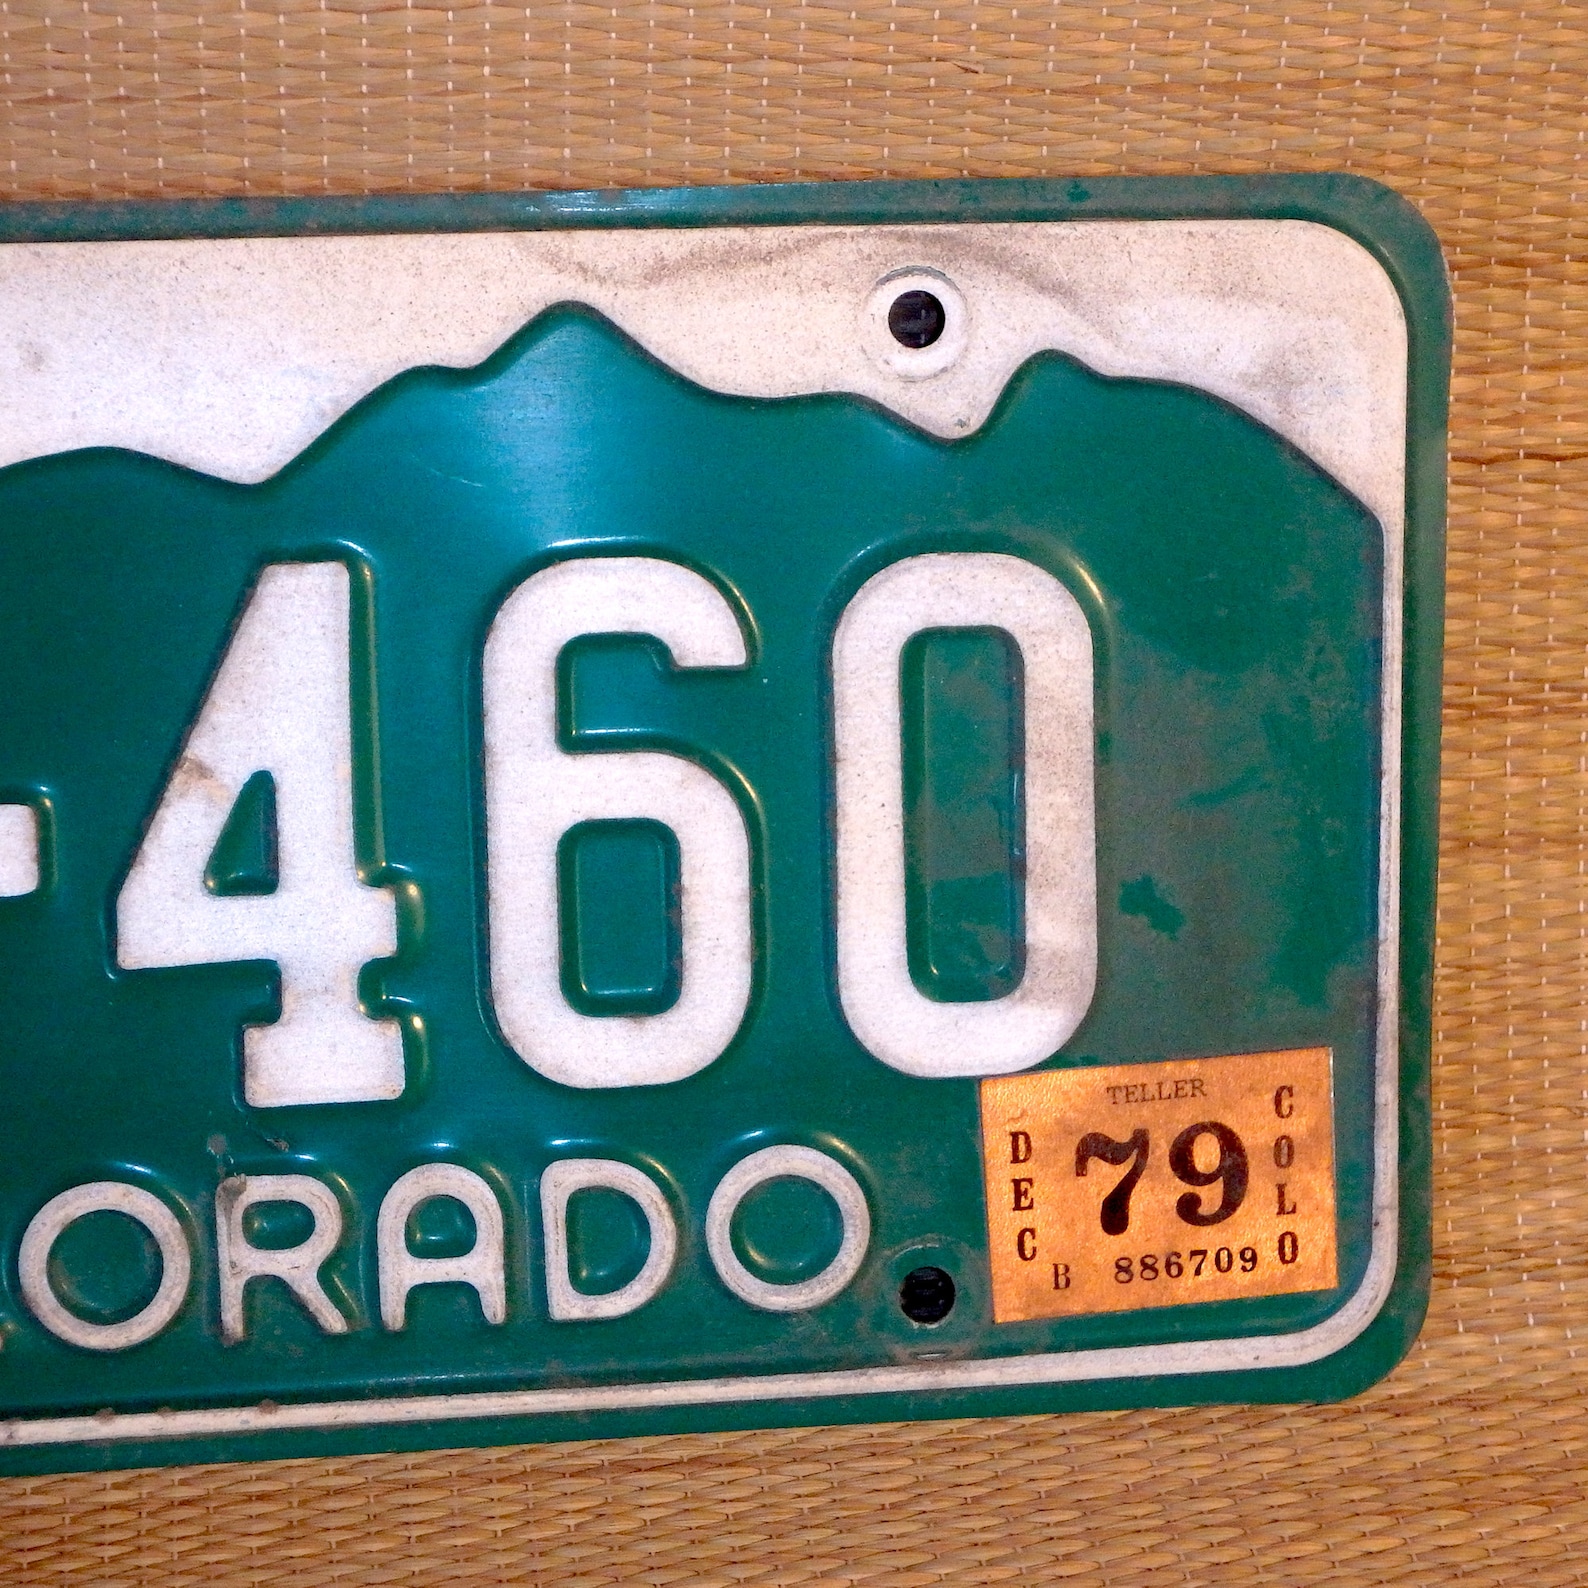 -460
ORADO
TELLER
DEC
79
COLO
B 886709